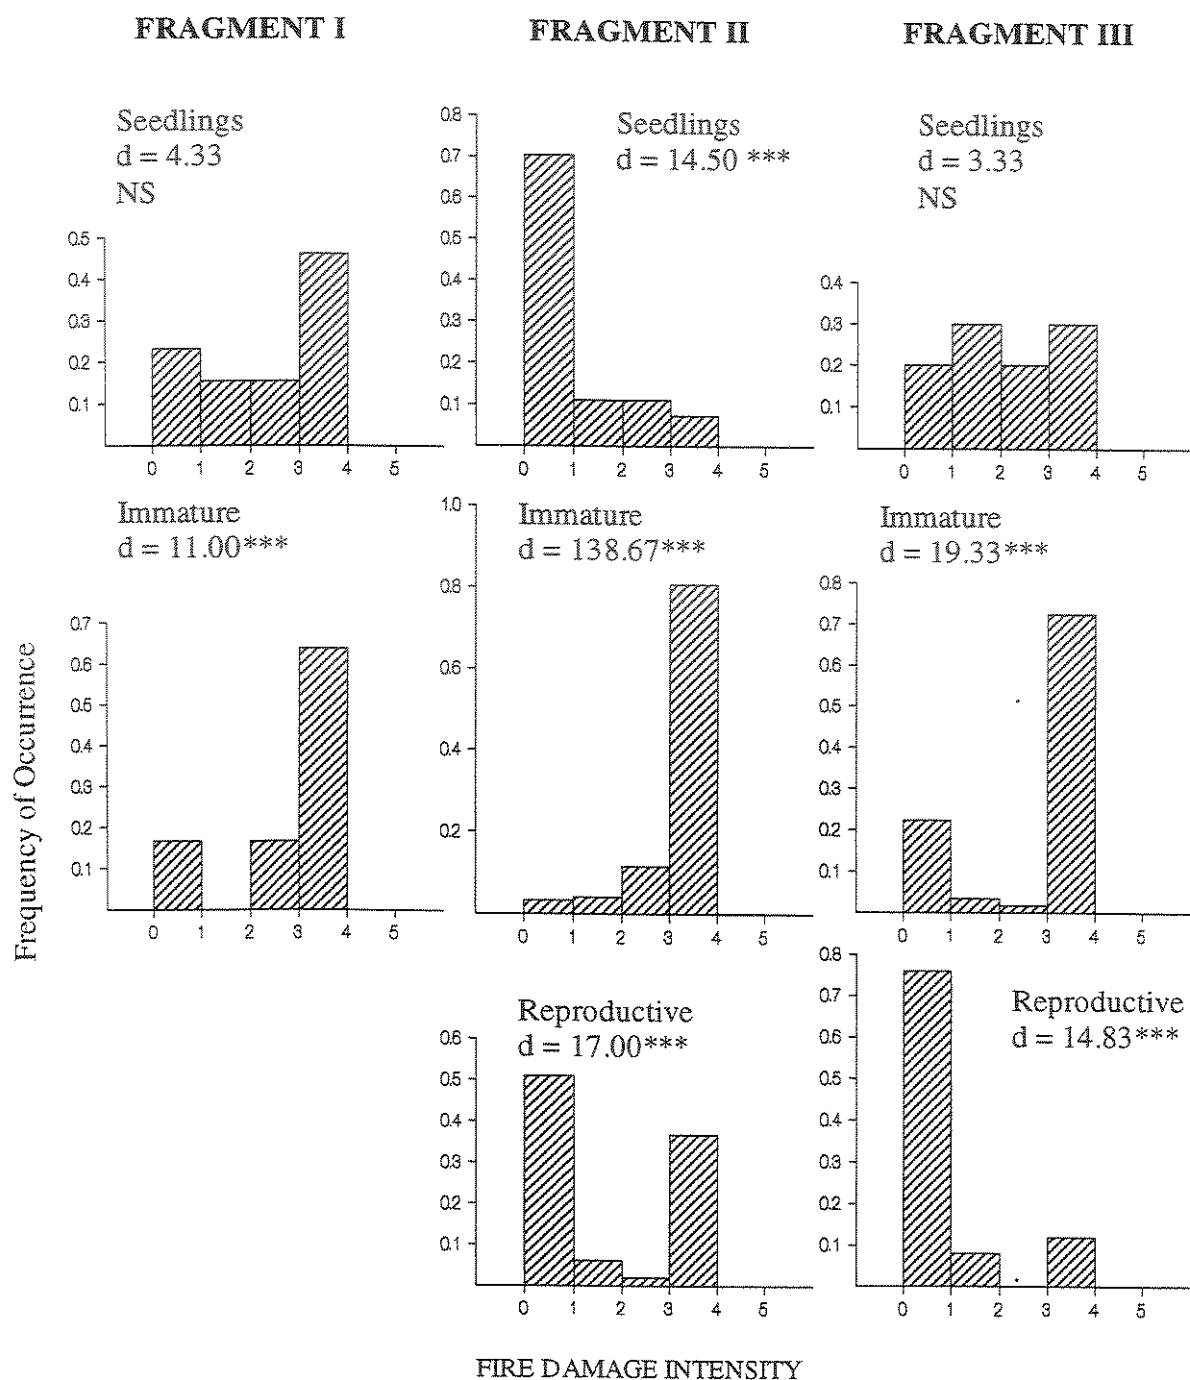 FRAGMENT I
FRAGMENT II
FRAGMENT III
Seedlings
d = 4.33
NS
0.5
0.4
0.3
0.2
0.1
0 1 2 3 4 5
0.8
0.7
0.6
0.5
0.4
0.3
0.2
0.1
Seedlings
d = 14.50 ***
0 1 2 3 4 5
Seedlings
d = 3.33
NS
0.4
0.3
0.2
0.1
0 1 2 3 4 5
Frequency of Occurrence
Immature
d = 11.00***
0.7
0.6
0.5
0.4
0.3
0.2
0.1
0 1 2 3 4 5
1.0
0.8
0.6
0.4
0.2
Immature
d = 138.67***
0 1 2 3 4 5
Immature
d = 19.33***
0.8
0.7
0.6
0.5
0.4
0.3
0.2
0.1
0 1 2 3 4 5
Reproductive
d = 17.00***
0.6
0.5
0.4
0.3
0.2
0.1
0 1 2 3 4 5
0.8
0.7
0.6
0.5
0.4
0.3
0.2
0.1
Reproductive
d = 14.83***
0 1 2 3 4 5
FIRE DAMAGE INTENSITY